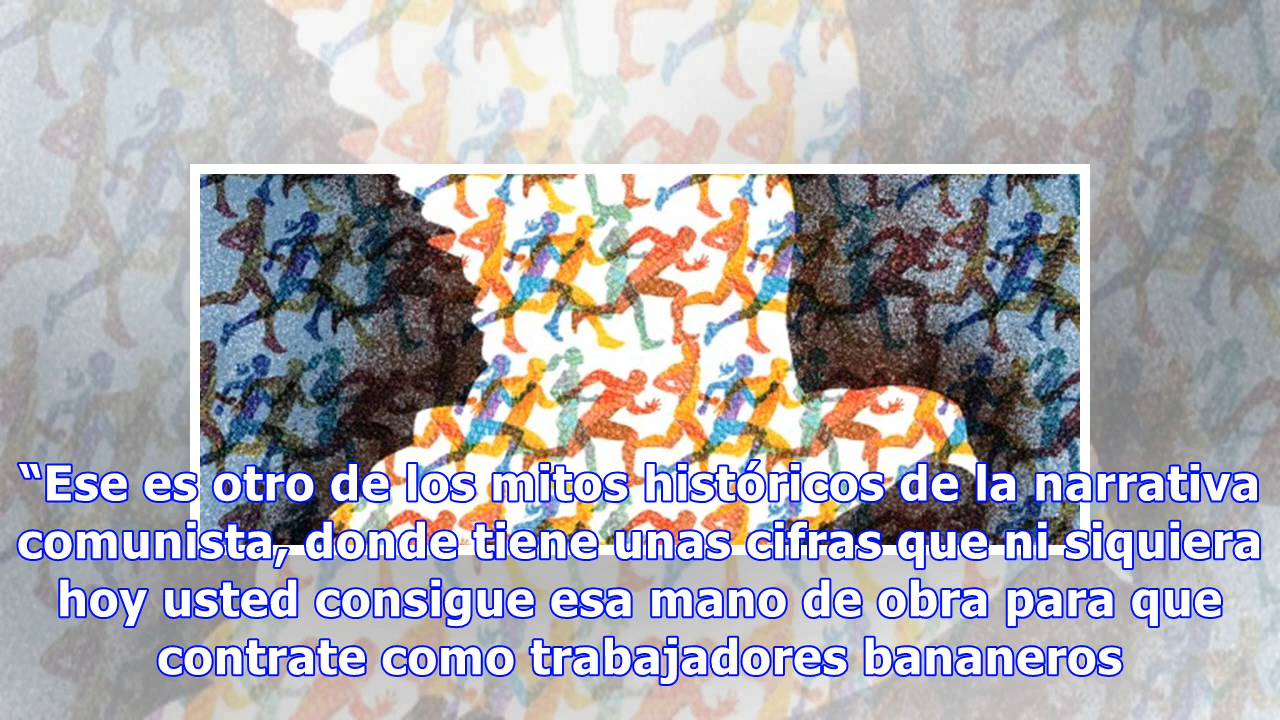 “Ese es otro de los mitos históricos de la narrativa
comunista, donde tiene unas cifras que ni siquiera
hoy usted consigue esa mano de obra para que
contrate como trabajadores bananeros